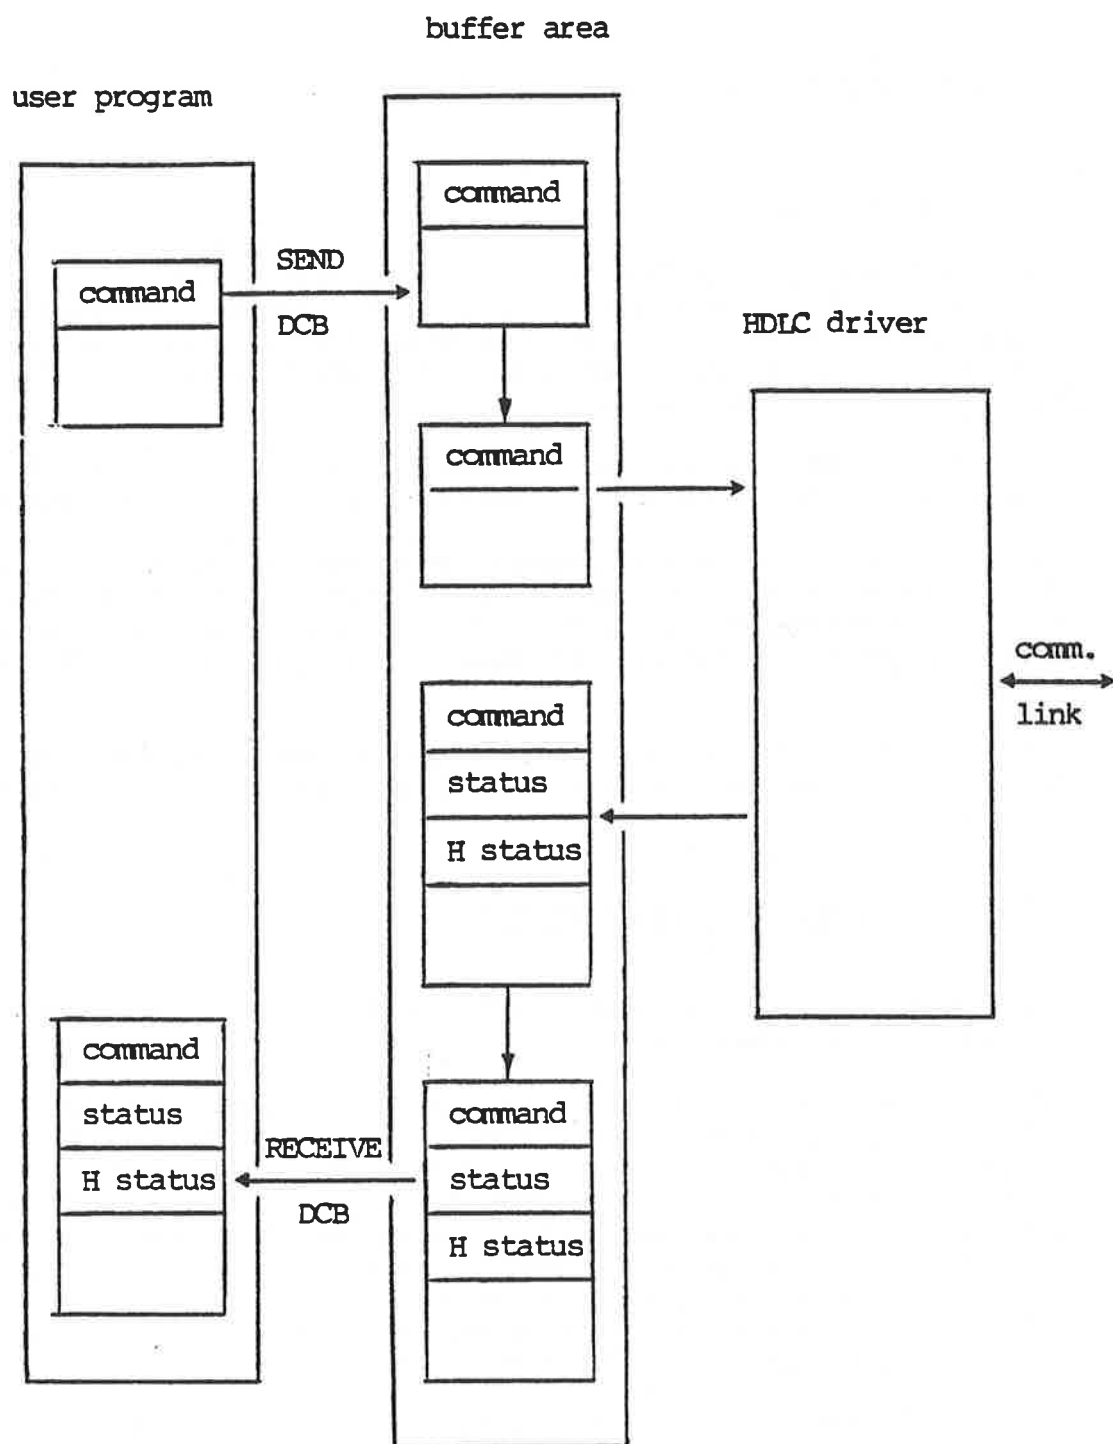 buffer area
user program
command
SEND
command
DCB
HDLC driver
command
comm.
link
command
status
H status
command
status
H status
RECEIVE
DCB
command
status
H status